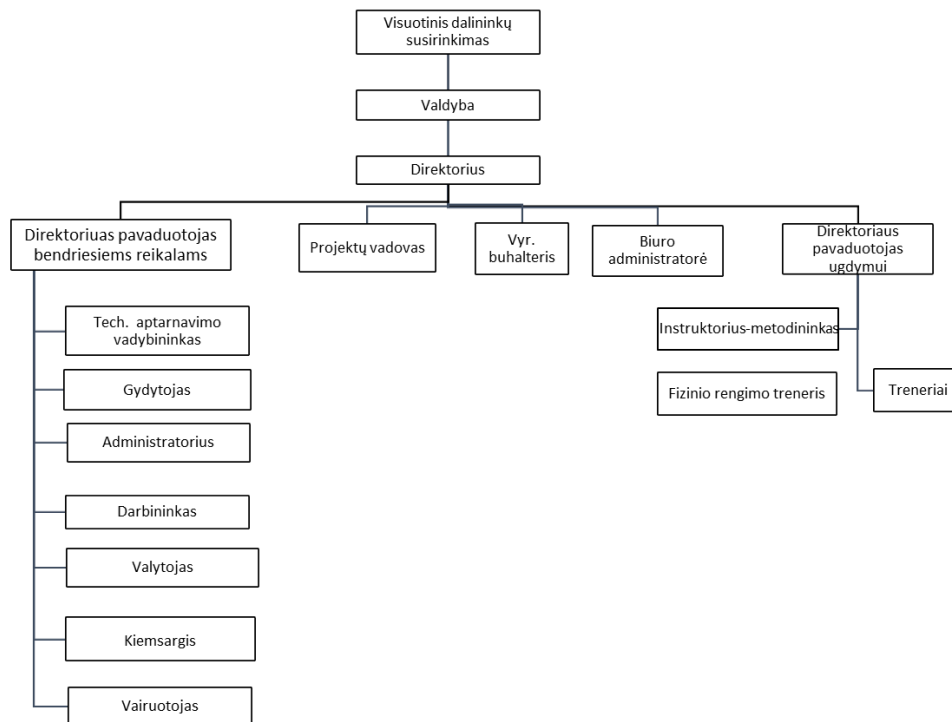 Visuotinis dalininkų
susirinkimas
Valdyba
Direktorius
Direktoriuas pavaduotojas
bendriesiems reikalams
Projektų vadovas
Vyr.
buhalteris
Biuro
administratorė
Direktoriaus
pavaduotojas
ugdymui
Tech. aptarnavimo
vadybininkas
Gydytojas
Administratorius
Darbininkas
Valytojas
Kiemsargis
Vairuotojas
Instruktorius-metodininkas
Fizinio rengimo treneris
Treneriai